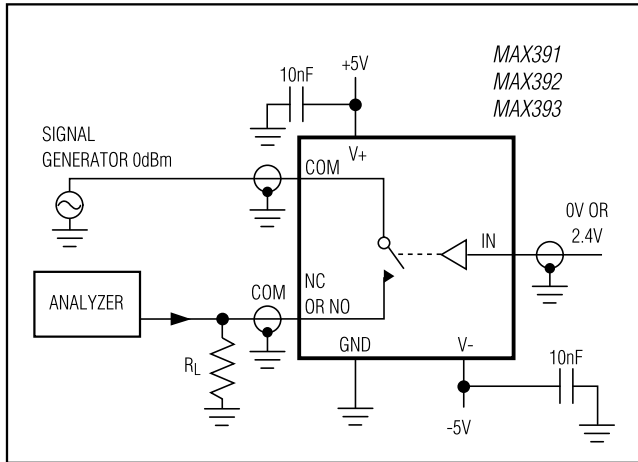 MAX391
MAX392
MAX393
+5V
10nF
SIGNAL
GENERATOR 0dBm
V+
COM
0V OR
2.4V
IN
NC
OR NO
COM
ANALYZER
RL
GND
V-
10nF
-5V